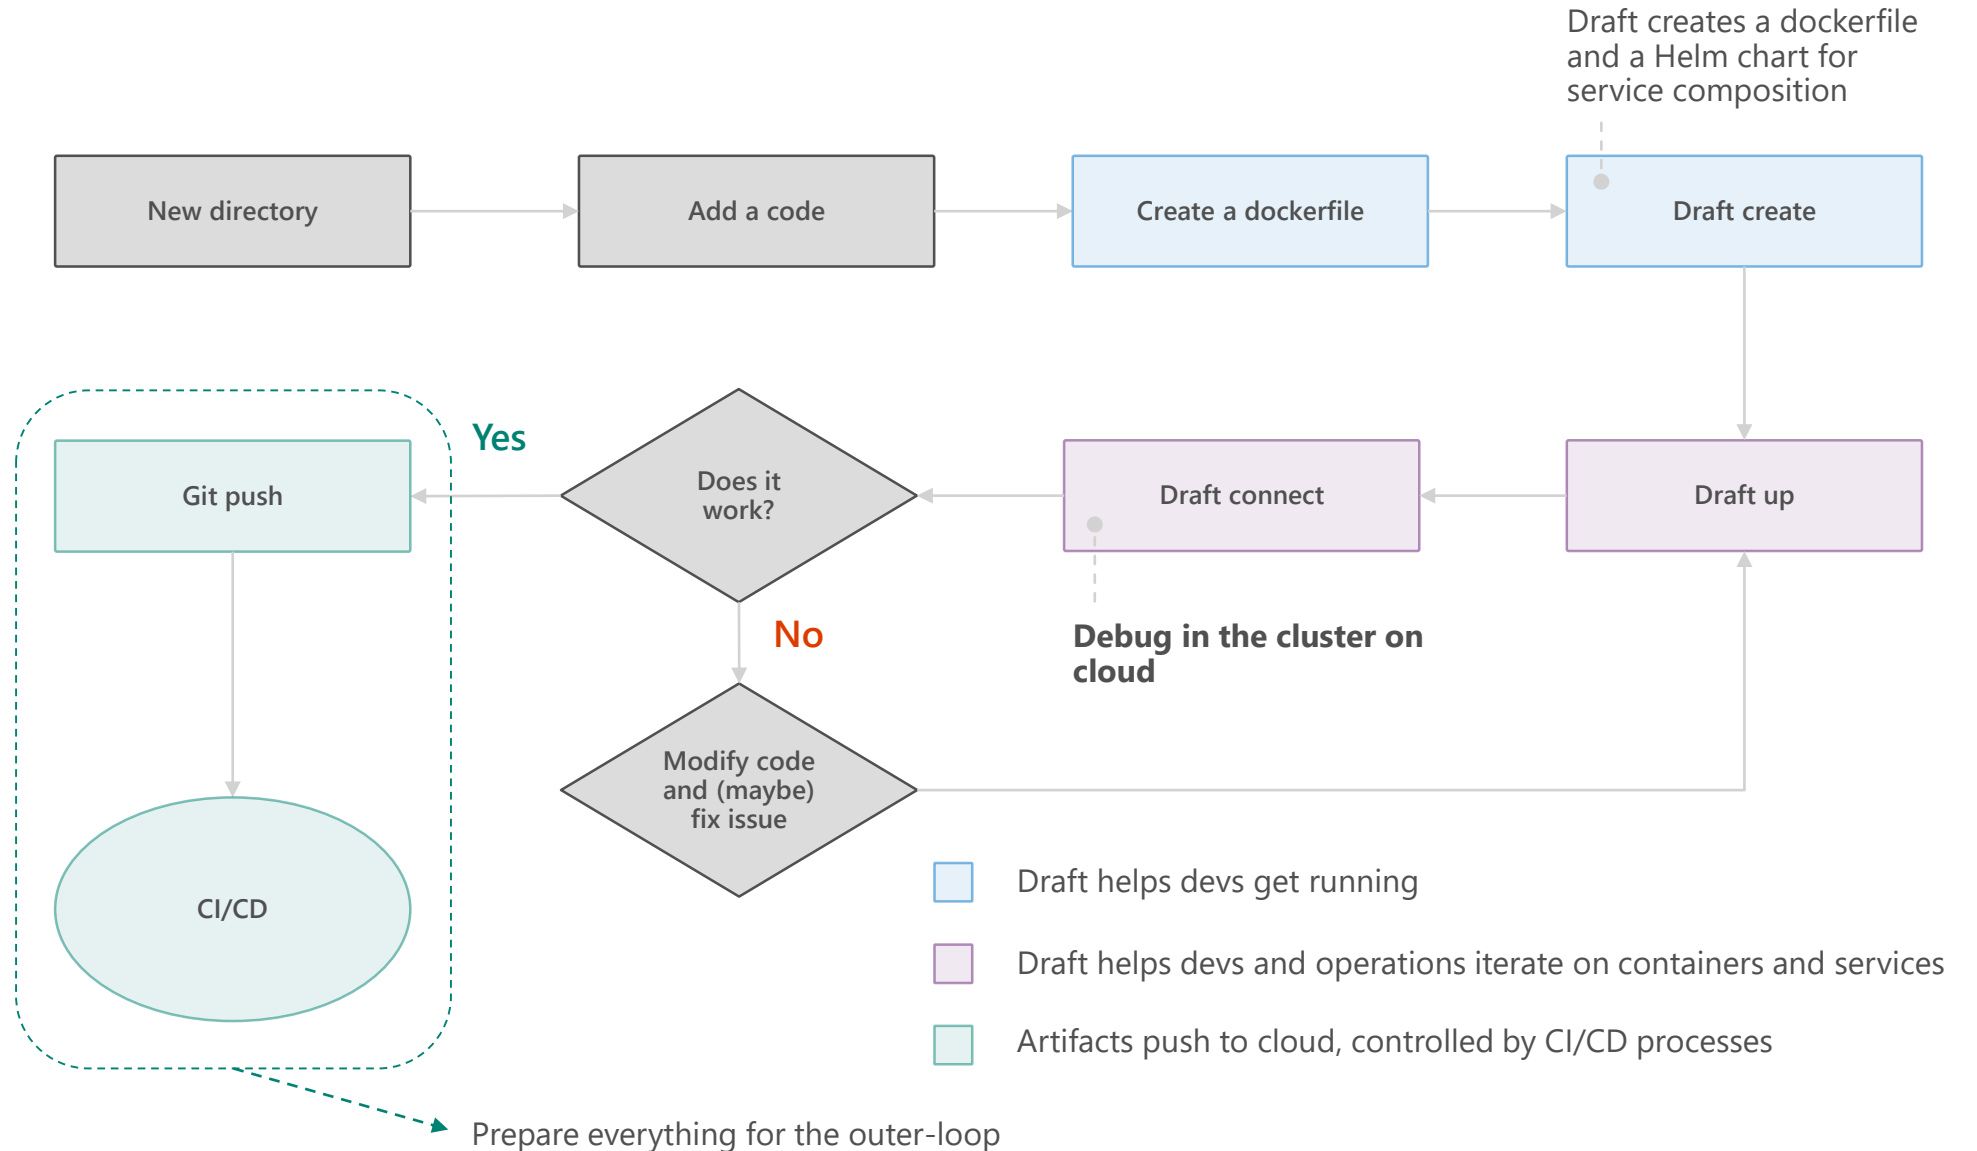 Draft creates a dockerfile
and a Helm chart for
service composition
New directory
Add a code
Create a dockerfile
Draft create
Yes
Git push
Does it
work?
Draft connect
Draft up
No
Debug in the cluster on
cloud
Modify code
and (maybe)
fix issue
CI/CD
Draft helps devs get running
Draft helps devs and operations iterate on containers and services
Artifacts push to cloud, controlled by CI/CD processes
Prepare everything for the outer-loop